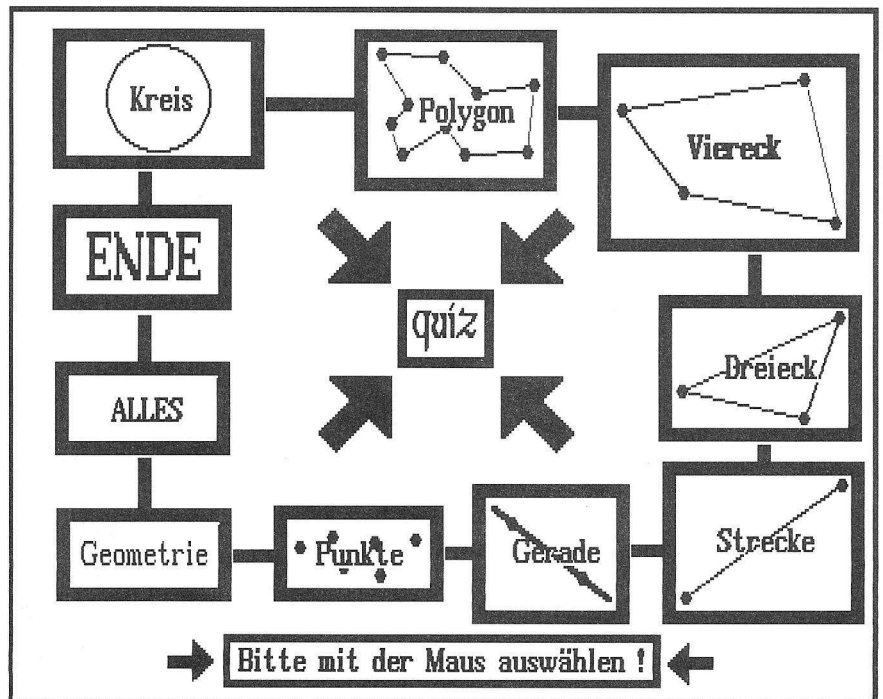 Kreis
Polygon
Viereck
ENDE
quiz
Dreieck
ALLES
Geometrie
Punkte
Gerade
Strecke
Bitte mit der Maus auswählen !